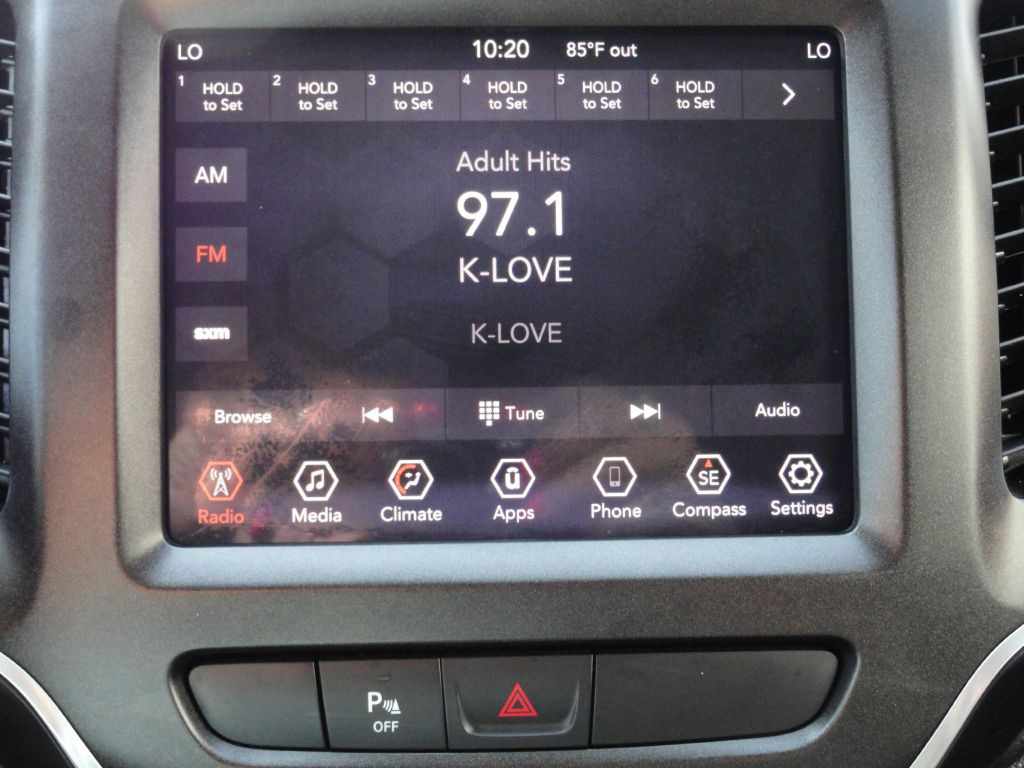 LO 10:20 85°F out LO
1 HOLD to Set 2 HOLD to Set 3 HOLD to Set 4 HOLD to Set 5 HOLD to Set 6 HOLD to Set
Adult Hits
AM
97.1
FM
K-LOVE
sxm
K-LOVE
Browse Tune Audio
SE
Radio Media Climate Apps Phone Compass Settings
P
OFF